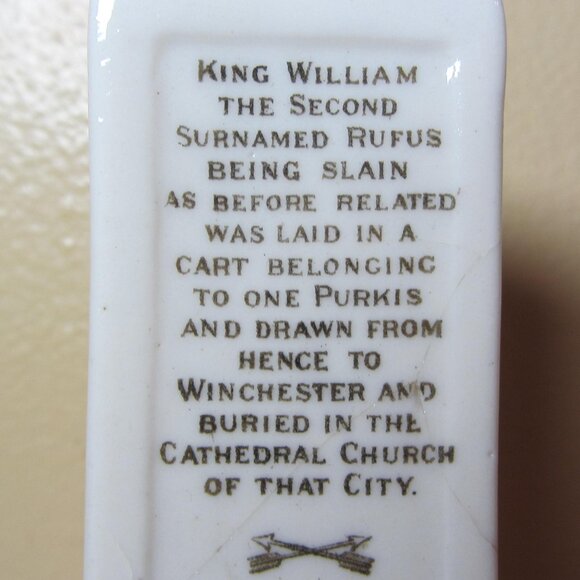 KING WILLIAM
THE SECOND
SURNAMED RUFUS
BEING SLAIN
AS BEFORE RELATED
WAS LAID IN A
CART BELONGING
TO ONE PURKIS
AND DRAWN FROM
HENCE TO
WINCHESTER AND
BURIED IN THE
CATHEDRAL CHURCH
OF THAT CITY.